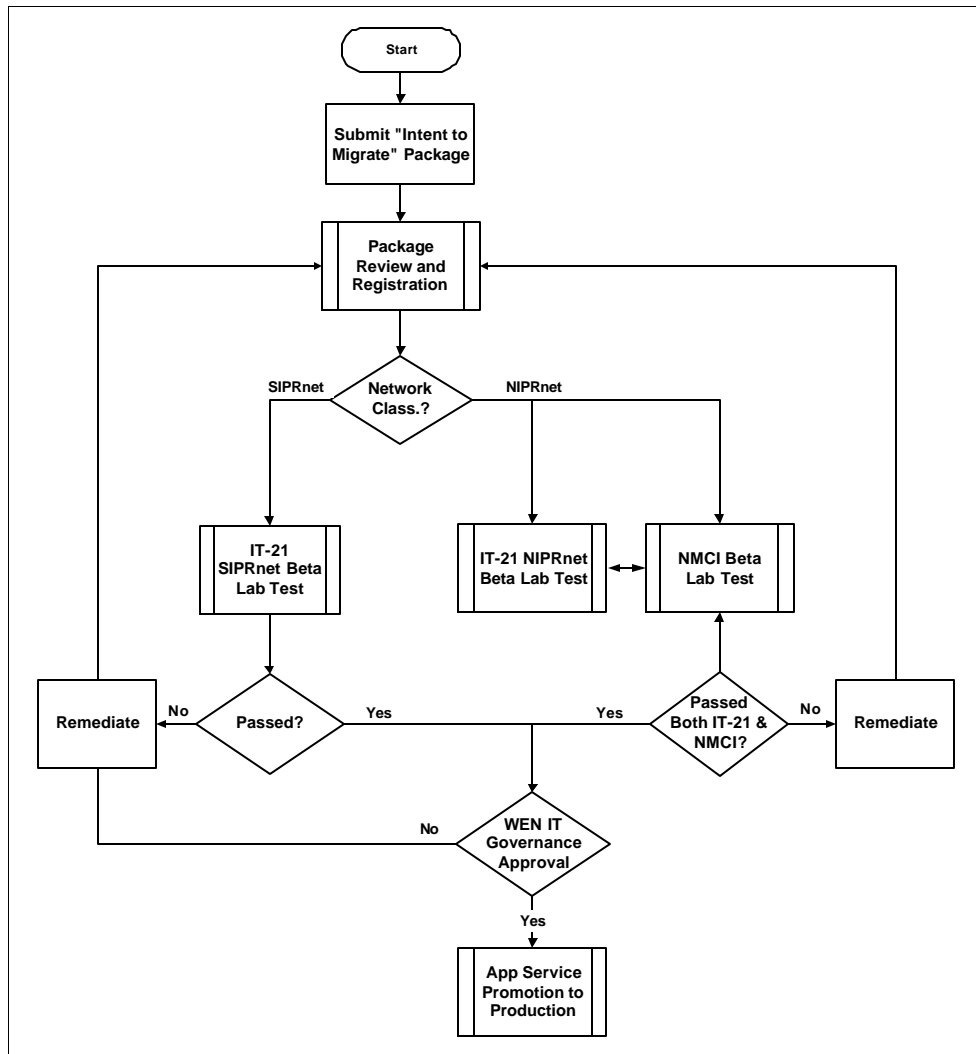 Start
Submit "Intent to
Migrate" Package
Package
Review and
Registration
SIPRnet
Network
Class.?
NIPRnet
IT-21
SIPRnet Beta
Lab Test
IT-21 NIPRnet
Beta Lab Test
NMCI Beta
Lab Test
Remediate
No
Passed?
Yes
Yes
Passed
Both IT-21 &
NMCI?
No
Remediate
No
WEN IT
Governance
Approval
Yes
App Service
Promotion to
Production